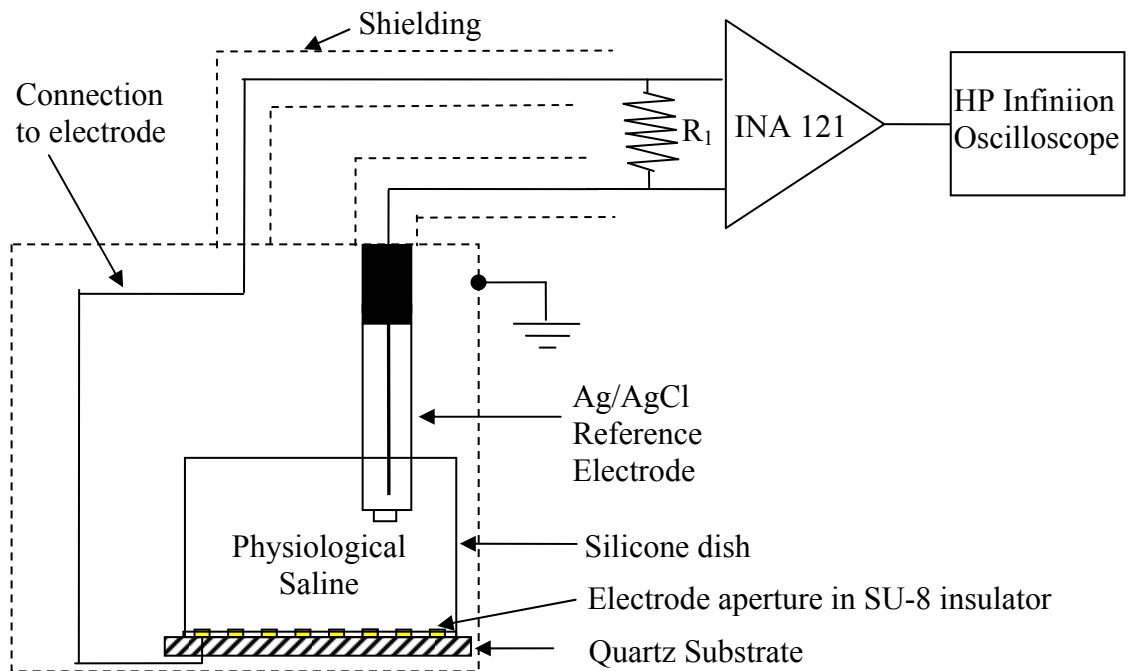 Shielding
Connection
to electrode
R1
INA 121
HP Infiniion
Oscilloscope
Ag/AgCl
Reference
Electrode
Physiological
Saline
Silicone dish
Electrode aperture in SU-8 insulator
Quartz Substrate